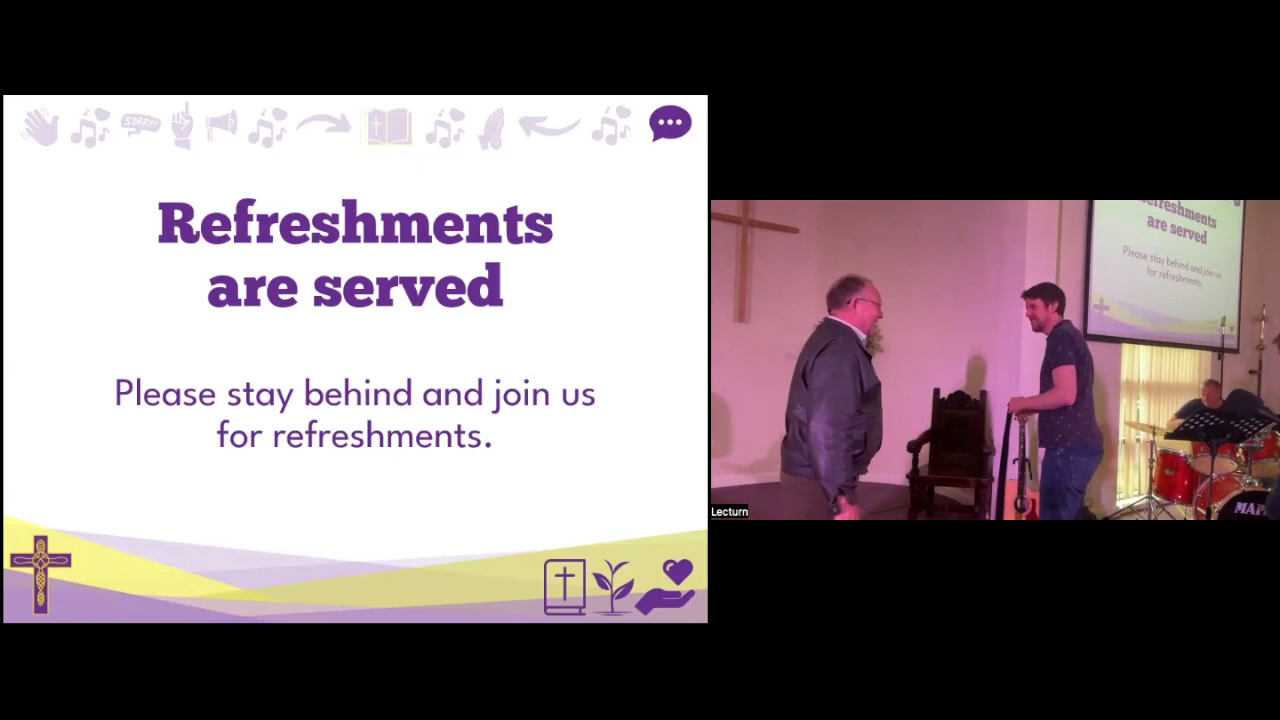 SORRY!
Refreshments
are served
Please stay behind and join us
for refreshments.
Refreshments
are served
Please stay behind and join us
for refreshments.
Lecturn